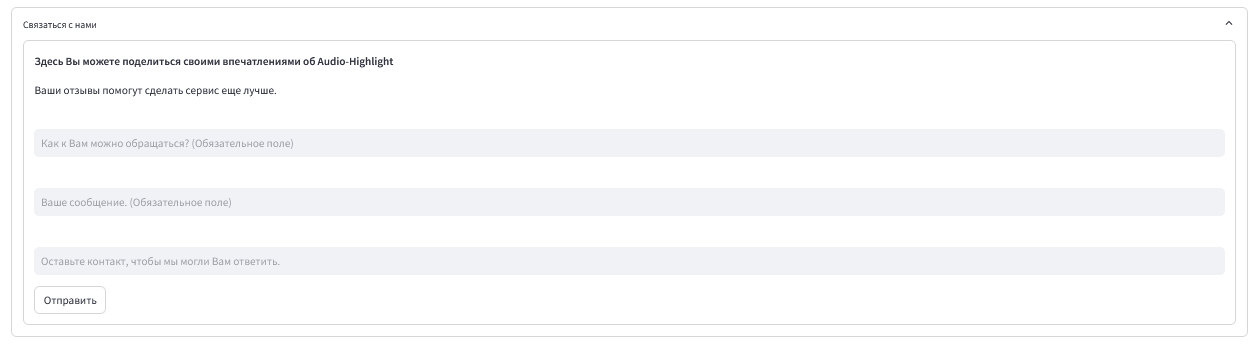 Связаться с нами
Здесь Вы можете поделиться своими впечатлениями об Audio-Highlight
Ваши отзывы помогут сделать сервис еще лучше.
Как к Вам можно обращаться? (Обязательное поле)
Ваше сообщение. (Обязательное поле)
Оставьте контакт, чтобы мы могли Вам ответить.
Отправить